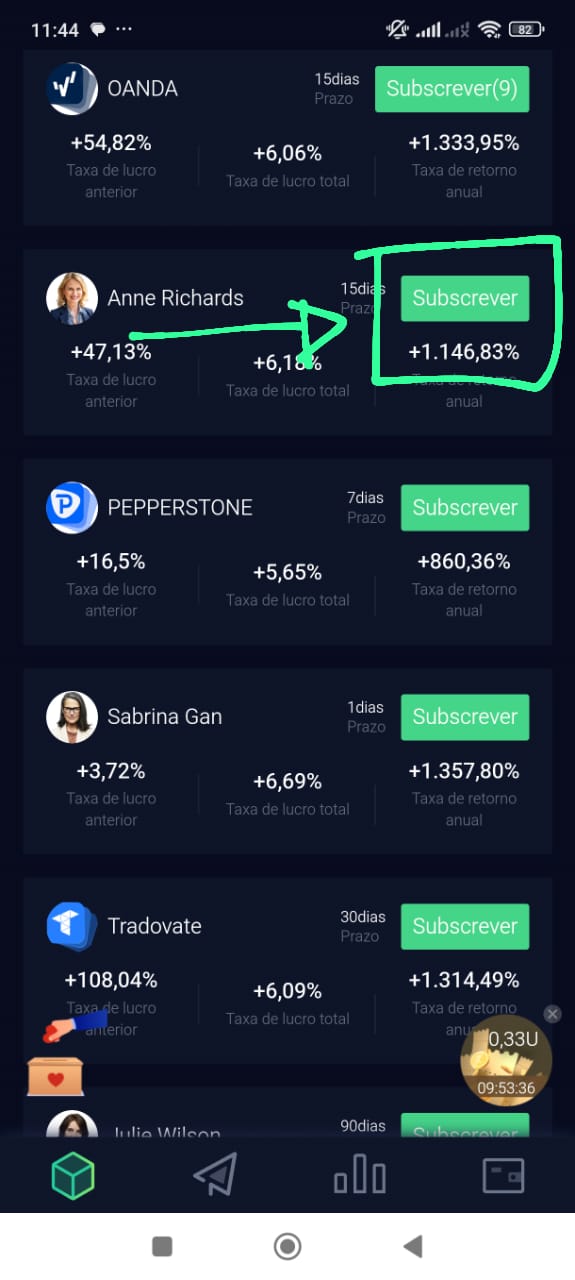 11:44
82
OANDA
15dias
Prazo
Subscrever(9)
+54,82%
Taxa de lucro
anterior
+6,06%
Taxa de lucro total
+1.333,95%
Taxa de retorno
anual
Anne Richards
15dias
Prazo
Subscrever
+47,13%
Taxa de lucro
anterior
+6,18%
Taxa de lucro total
+1.146,83%
Taxa de retorno
anual
PEPPERSTONE
7dias
Prazo
Subscrever
+16,5%
Taxa de lucro
anterior
+5,65%
Taxa de lucro total
+860,36%
Taxa de retorno
anual
Sabrina Gan
1dias
Prazo
Subscrever
+3,72%
Taxa de lucro
anterior
+6,69%
Taxa de lucro total
+1.357,80%
Taxa de retorno
anual
Tradovate
30dias
Prazo
Subscrever
+108,04%
Taxa de lucro
anterior
+6,09%
Taxa de lucro total
+1.314,49%
Taxa de retorno
0,33U
09:53:36
Julie Wilson
90dias
Subscrever